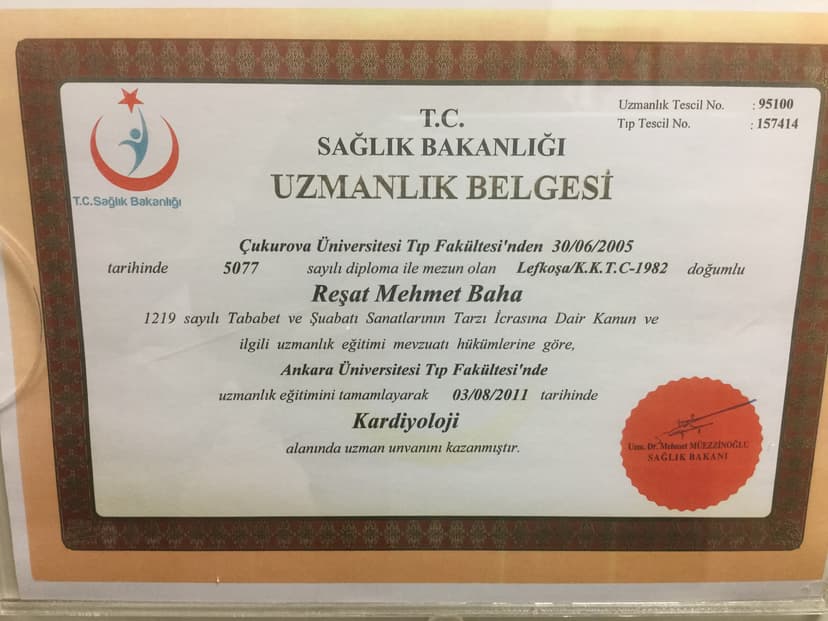 Uzmanlık Tescil No. : 95100
Tıp Tescil No. : 157414
T.C. Sağlık Bakanlığı
T.C.
SAĞLIK BAKANLIĞI
UZMANLIK BELGESİ
Çukurova Üniversitesi Tıp Fakültesi'nden 30/06/2005
tarihinde 5077 sayılı diploma ile mezun olan Lefkoşa/K.K.T.C-1982 doğumlu
Reşat Mehmet Baha
1219 sayılı Tababet ve Şuabatı Sanatlarının Tarzı İcrasına Dair Kanun ve
ilgili uzmanlık eğitimi mevzuatı hükümlerine göre,
Ankara Üniversitesi Tıp Fakültesi'nde
uzmanlık eğitimini tamamlayarak 03/08/2011 tarihinde
Kardiyoloji
alanında uzman unvanını kazanmıştır.
Uzm. Dr. Mehmet MÜEZZİNOĞLU
SAĞLIK BAKANI